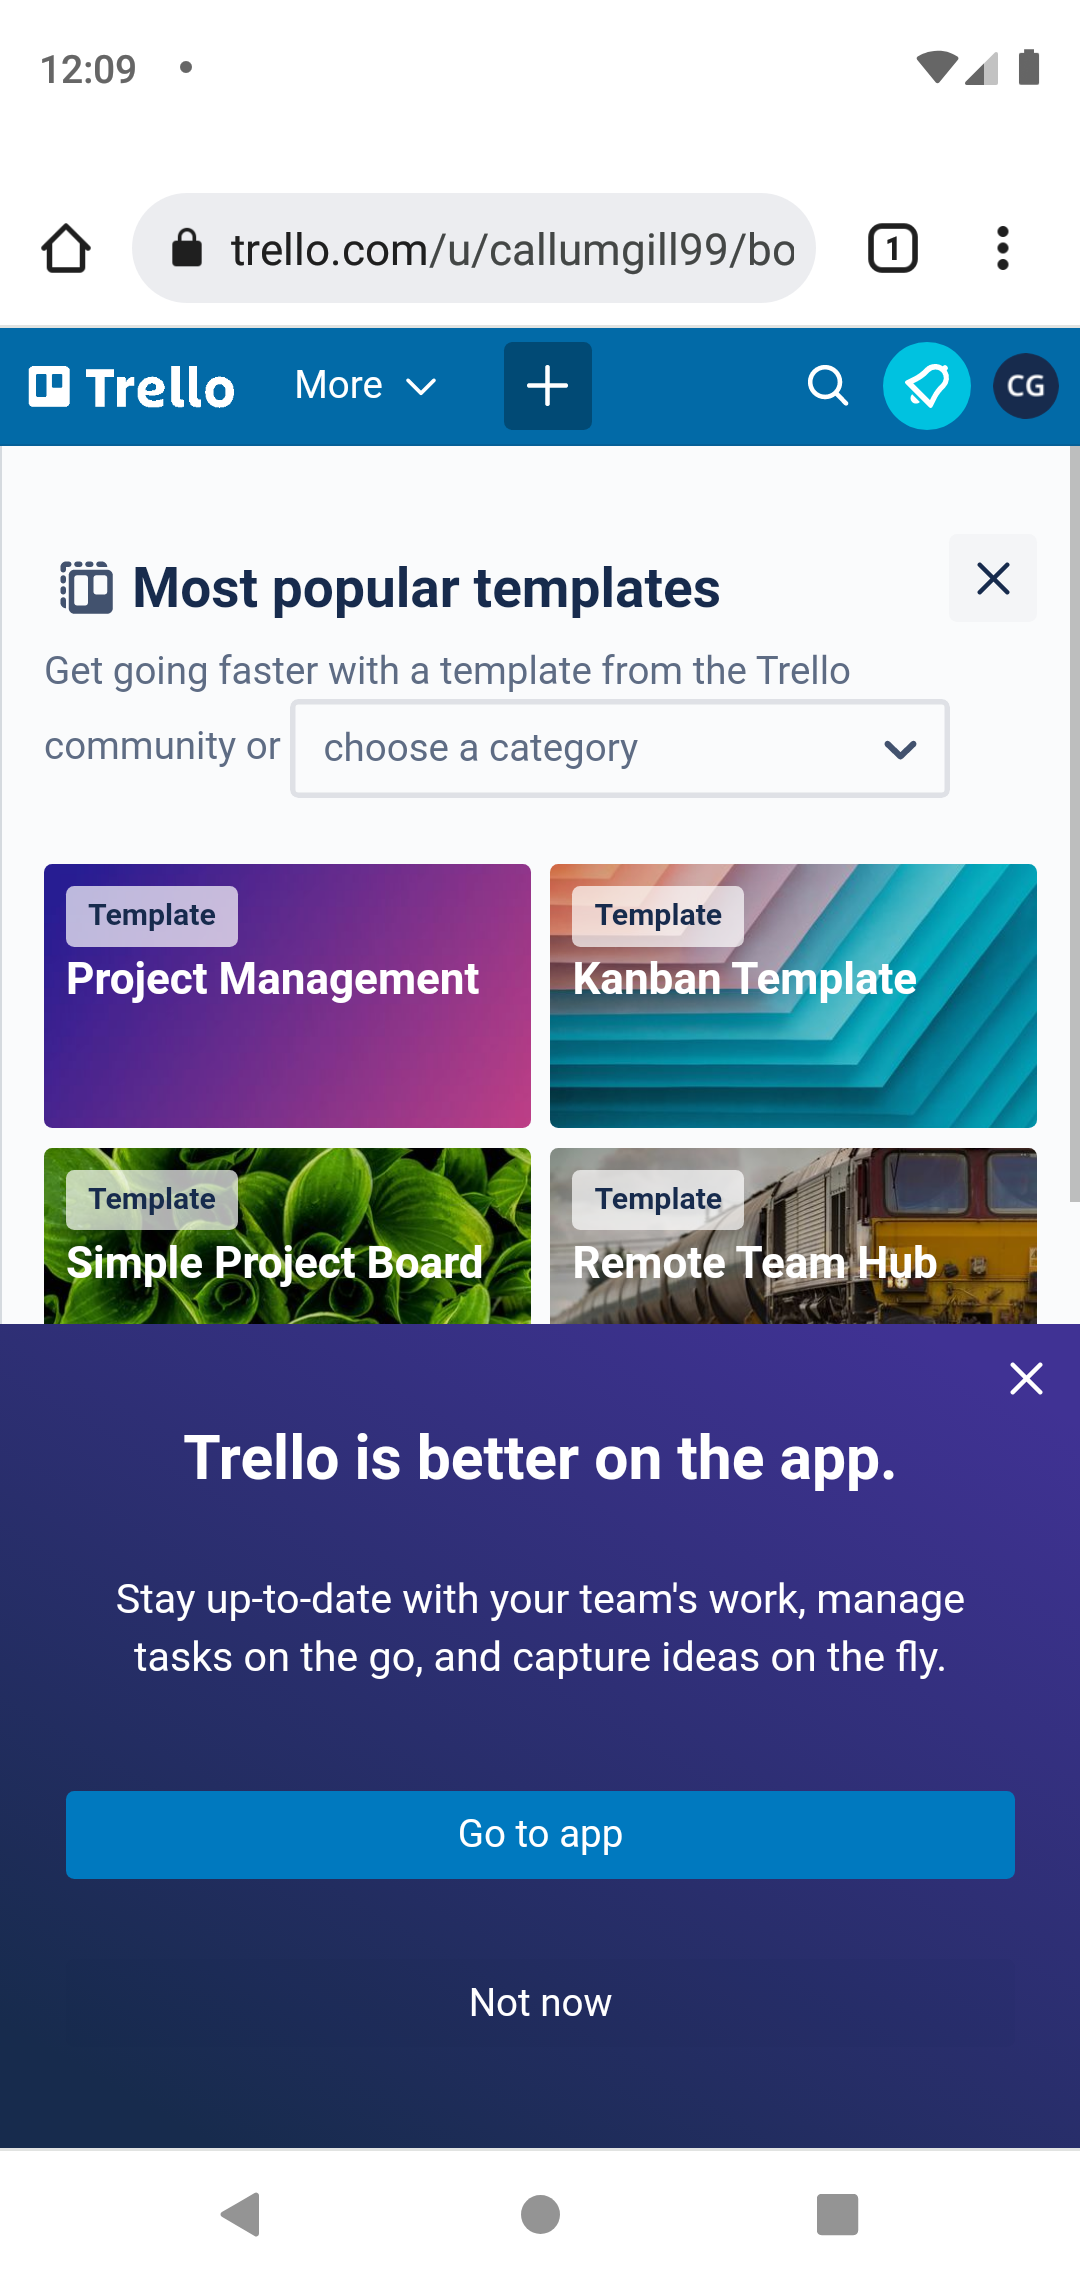 12:09
trello.com/u/callumgill99/bo
1
Trello
More
CG
Most popular templates
Get going faster with a template from the Trello
community or choose a category
Template
Project Management
Template
Kanban Template
Template
Simple Project Board
Template
Remote Team Hub
Trello is better on the app.
Stay up-to-date with your team's work, manage
tasks on the go, and capture ideas on the fly.
Go to app
Not now